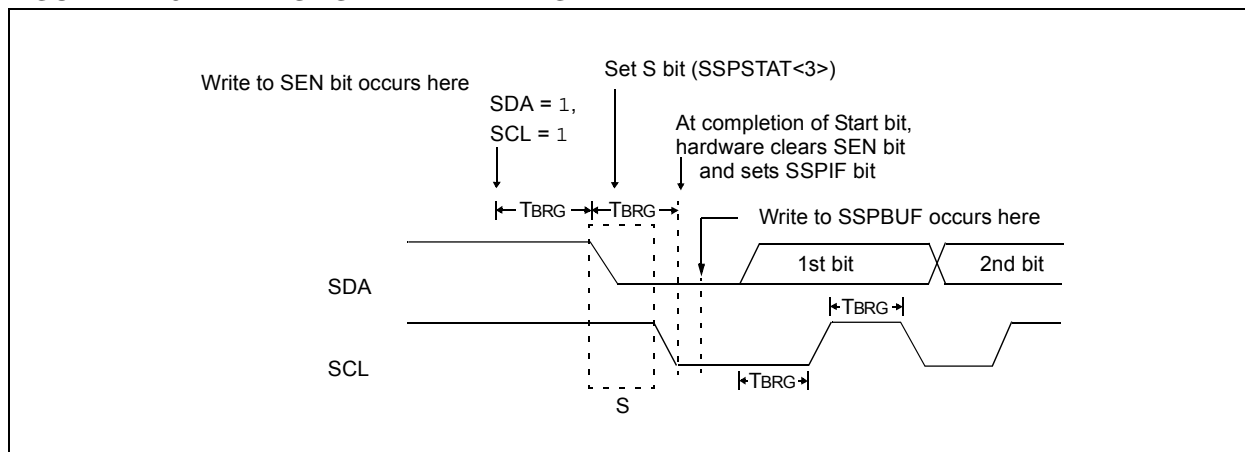 Set S bit (SSPSTAT<3>)
Write to SEN bit occurs here
SDA = 1,
SCL = 1
At completion of Start bit,
hardware clears SEN bit
and sets SSPIF bit
TBRG
TBRG
Write to SSPBUF occurs here
1st bit
2nd bit
SDA
TBRG
SCL
TBRG
S